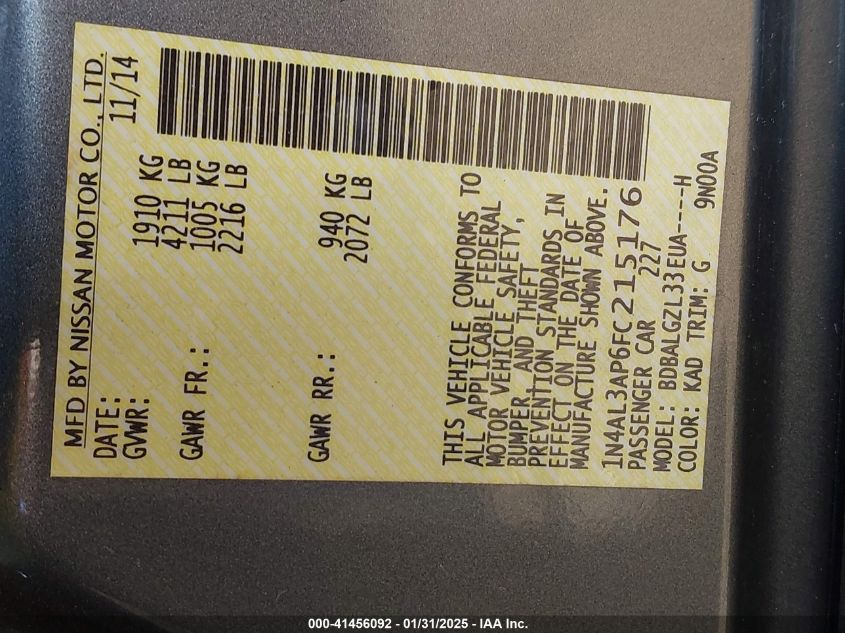 MFD BY NISSAN MOTOR CO., LTD.
DATE: 11/14
GVWR: 1910 KG
4211 LB
GAWR FR.: 1005 KG
2216 LB
GAWR RR.: 940 KG
2072 LB
THIS VEHICLE CONFORMS TO
ALL APPLICABLE FEDERAL
MOTOR VEHICLE SAFETY,
BUMPER, AND THEFT
PREVENTION STANDARDS IN
EFFECT ON THE DATE OF
MANUFACTURE SHOWN ABOVE.
1N4AL3AP6FC215176
PASSENGER CAR 227
MODEL: BDBALGZL33EUA----H
COLOR: KAD TRIM: G 9N00A
000-41456092 - 01/31/2025 - IAA Inc.